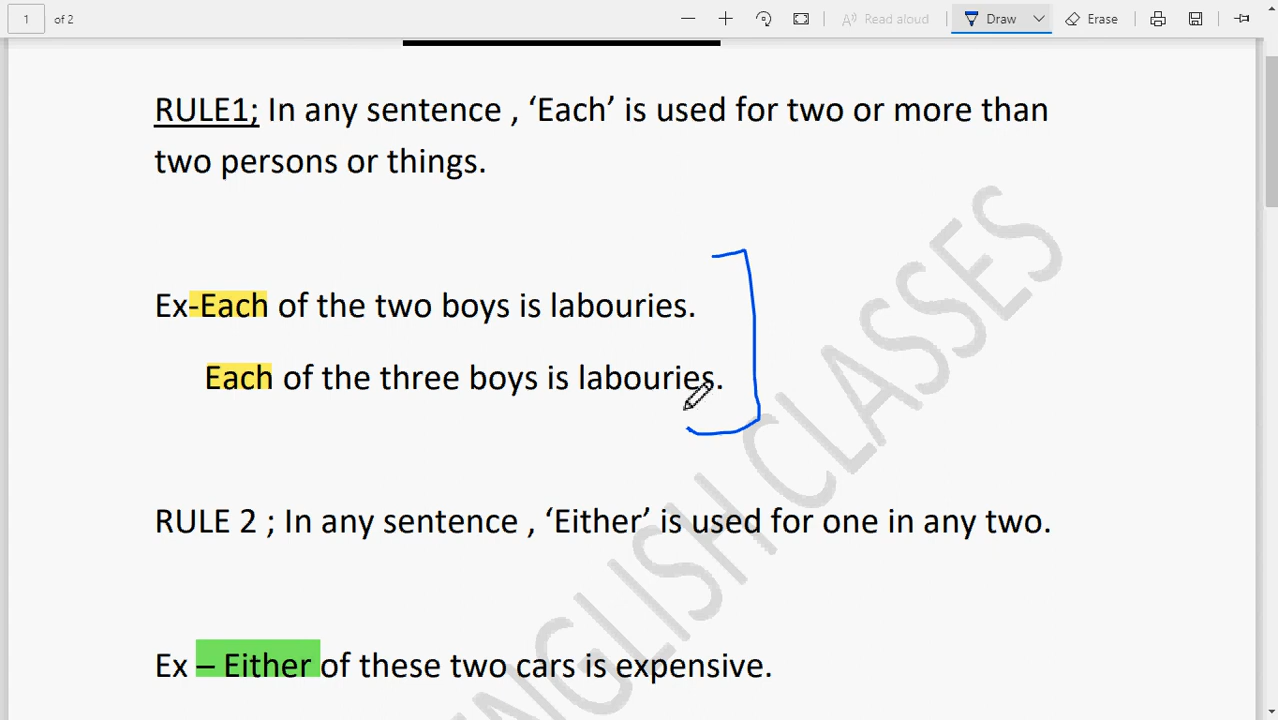 1 of 2 Read aloud Draw Erase
RULE1; In any sentence , ‘Each’ is used for two or more than
two persons or things.
Ex-Each of the two boys is labouries.
Each of the three boys is labouries.
RULE 2 ; In any sentence , ‘Either’ is used for one in any two.
Ex – Either of these two cars is expensive.
ENGLISH CLASSES